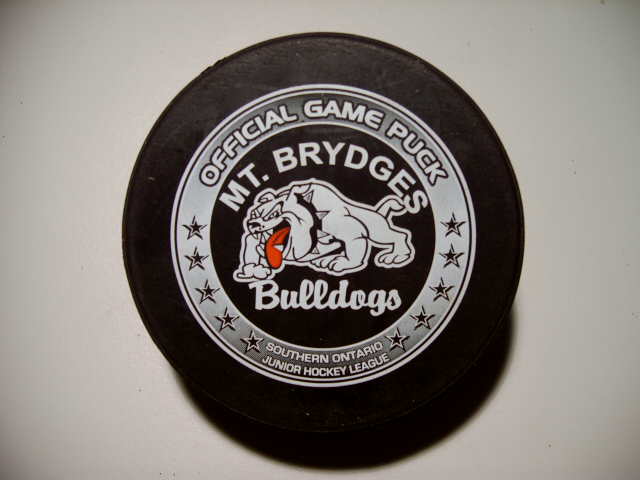 OFFICIAL GAME PUCK
MT. BRYDGES
Bulldogs
SOUTHERN ONTARIO
JUNIOR HOCKEY LEAGUE